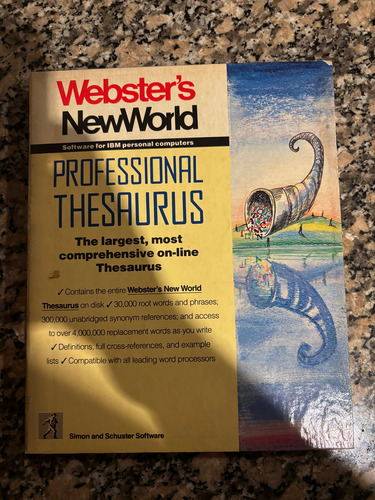 Webster's
NewWorld
Software for IBM personal computers
PROFESSIONAL
THESAURUS
The largest, most
comprehensive on-line
Thesaurus
✓ Contains the entire Webster's New World
Thesaurus on disk ✓ 30,000 root words and phrases;
300,000 unabridged synonym references; and access
to over 4,000,000 replacement words as you write
✓ Definitions, full cross-references, and example
lists ✓ Compatible with all leading word processors
Simon and Schuster Software